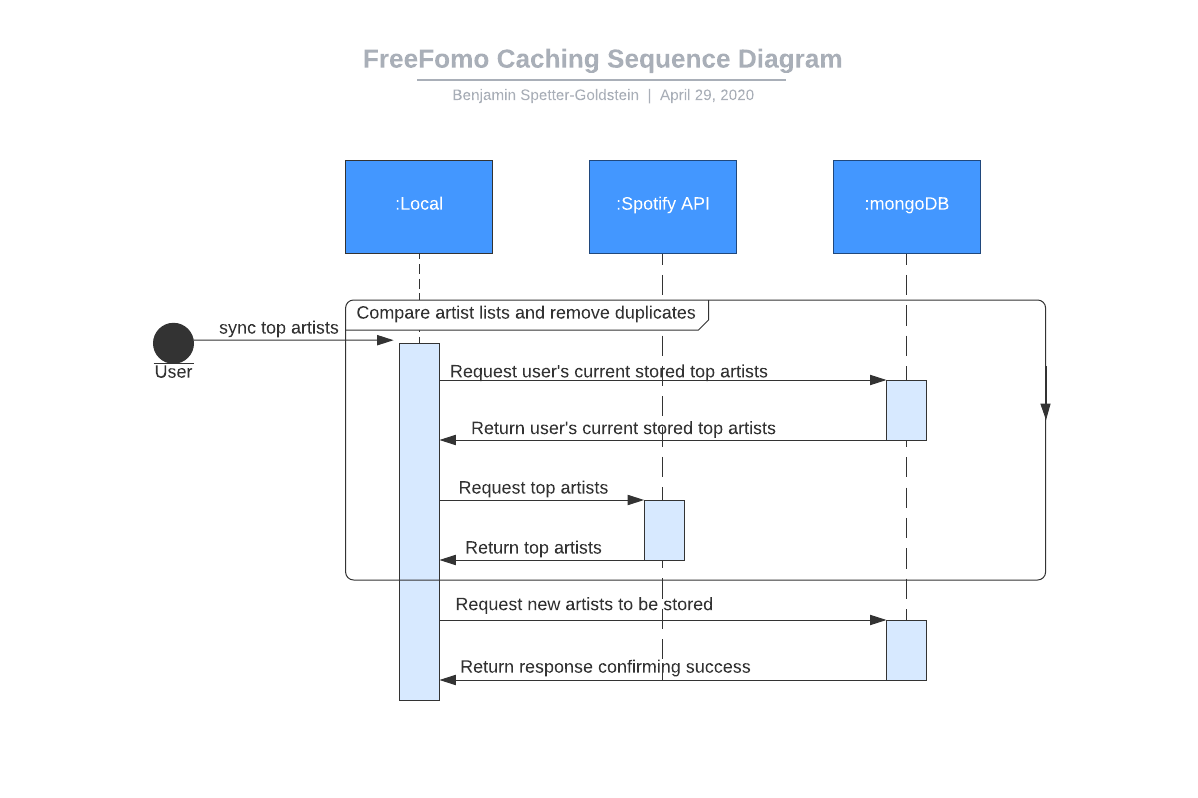 FreeFomo Caching Sequence Diagram
Benjamin Spetter-Goldstein | April 29, 2020
:Local
:Spotify API
:mongoDB
Compare artist lists and remove duplicates
sync top artists
User
Request user's current stored top artists
Return user's current stored top artists
Request top artists
Return top artists
Request new artists to be stored
Return response confirming success